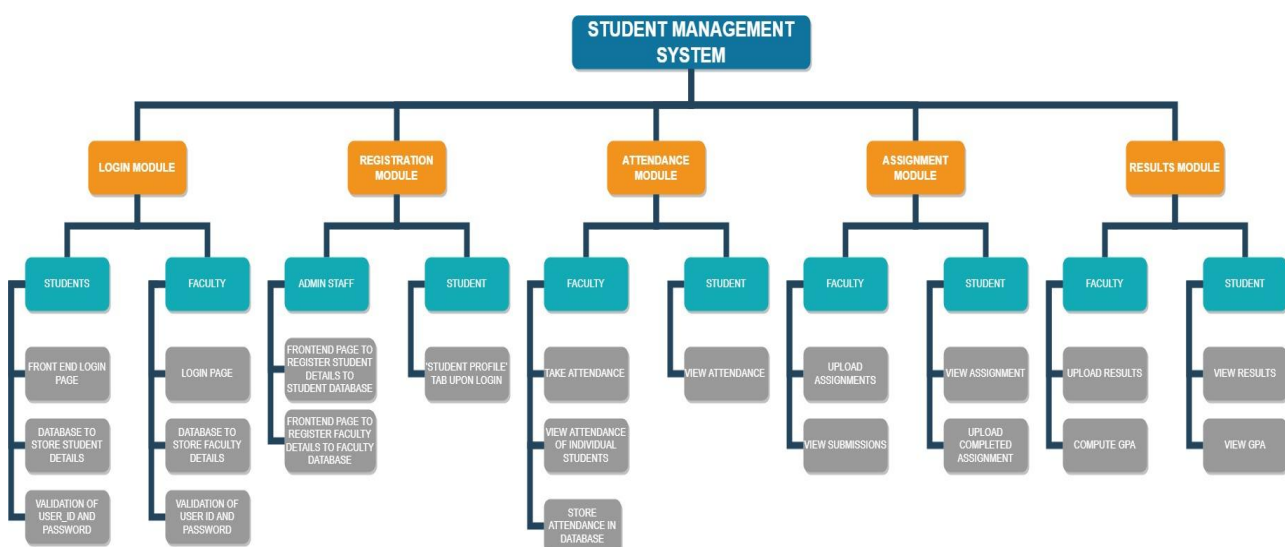 STUDENT MANAGEMENT
SYSTEM
LOGIN MODULE
REGISTRATION
MODULE
ATTENDANCE
MODULE
ASSIGNMENT
MODULE
RESULTS MODULE
STUDENTS
FACULTY
ADMIN STAFF
STUDENT
FACULTY
STUDENT
FACULTY
STUDENT
FACULTY
STUDENT
FRONT END LOGIN
PAGE
LOGIN PAGE
FRONTEND PAGE TO
REGISTER STUDENT
DETAILS TO
STUDENT DATABASE
'STUDENT PROFILE'
TAB UPON LOGIN
TAKE ATTENDANCE
VIEW ATTENDANCE
UPLOAD
ASSIGNMENTS
VIEW ASSIGNMENT
UPLOAD RESULTS
VIEW RESULTS
DATABASE TO
STORE STUDENT
DETAILS
DATABASE TO
STORE FACULTY
DETAILS
FRONTEND PAGE TO
REGISTER FACULTY
DETAILS TO FACULTY
DATABASE
VIEW ATTENDANCE
OF INDIVIDUAL
STUDENTS
VIEW SUBMISSIONS
UPLOAD
COMPLETED
ASSIGNMENT
COMPUTE GPA
VIEW GPA
VALIDATION OF
USER_ID AND
PASSWORD
VALIDATION OF
USER ID AND
PASSWORD
STORE
ATTENDANCE IN
DATABASE